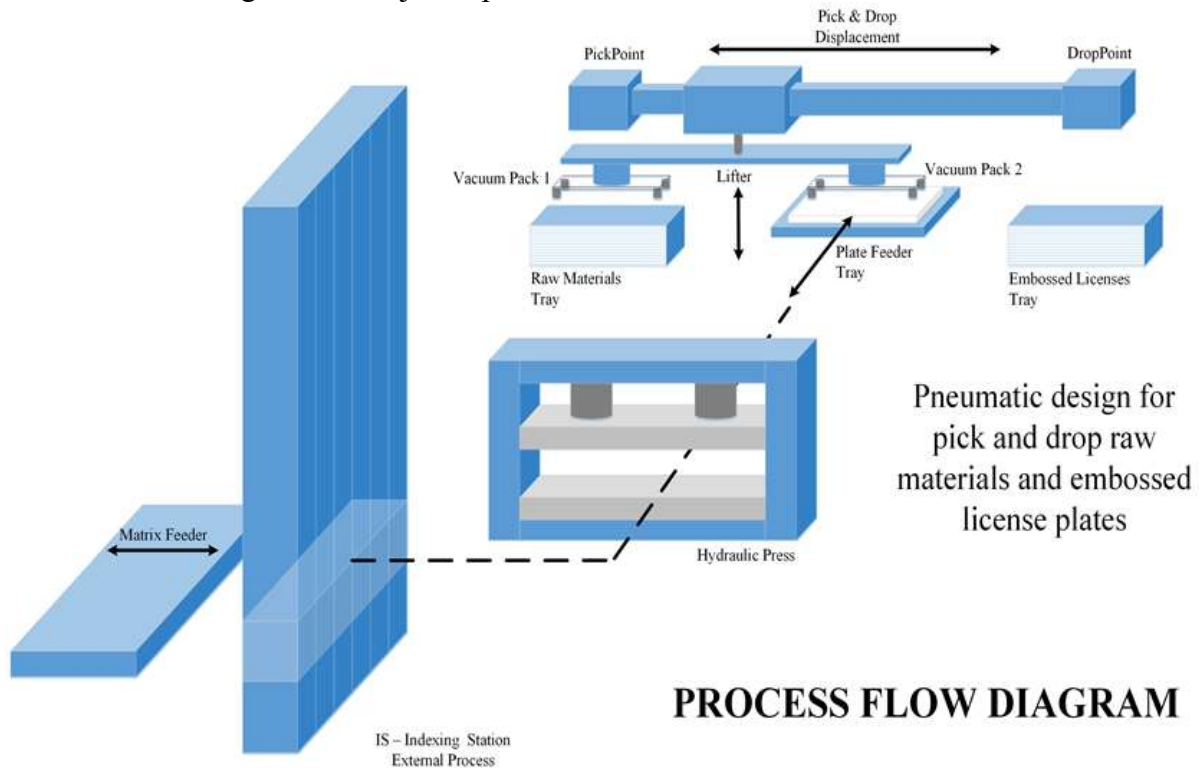 Pick & Drop
Displacement
PickPoint
DropPoint
Vacuum Pack 1
Lifter
Vacuum Pack 2
Raw Materials
Tray
Plate Feeder
Tray
Embossed Licenses
Tray
Pneumatic design for
pick and drop raw
materials and embossed
license plates
Matrix Feeder
Hydraulic Press
PROCESS FLOW DIAGRAM
IS – Indexing Station
External Process